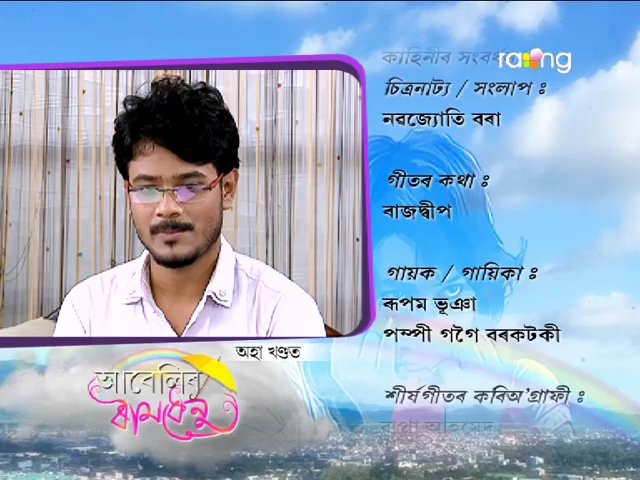 কাহিনীৰ সংৰধ
rang
চিত্ৰনাট্য / সংলাপ :
নৱজ্যোতি বৰা
গীতৰ কথা :
ৰাজদ্বীপ
গায়ক / গায়িকা :
ৰূপম ভূঞা
পম্পী গগৈ বৰকটকী
শীৰ্ষগীতৰ কৰিঅ'গ্ৰাফী :
অহা খণ্ডত
আবেলিৰ
ৰামধেনু